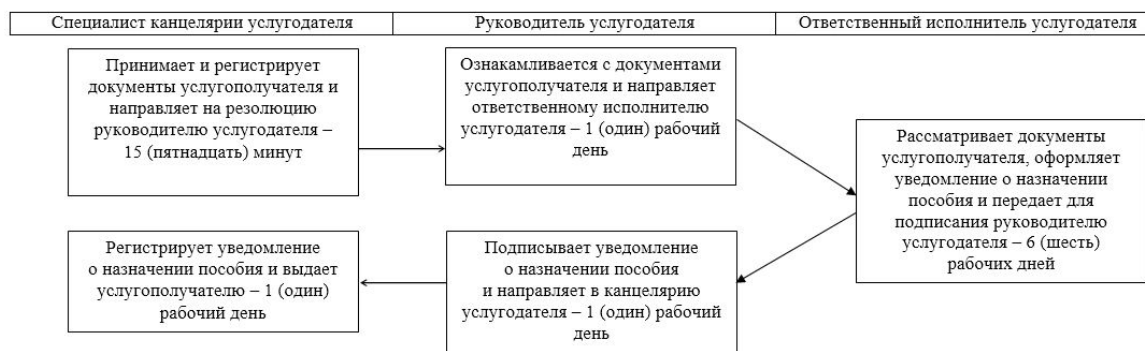 Специалист канцелярии услугодателя
Руководитель услугодателя
Ответственный исполнитель услугодателя
Принимает и регистрирует
документы услугополучателя и
направляет на резолюцию
руководителю услугодателя –
15 (пятнадцать) минут
Ознакамливается с документами
услугополучателя и направляет
ответственному исполнителю
услугодателя – 1 (один) рабочий
день
Рассматривает документы
услугополучателя, оформляет
уведомление о назначении
пособия и передает для
подписания руководителю
услугодателя – 6 (шесть)
рабочих дней
Подписывает уведомление
о назначении пособия
и направляет в канцелярию
услугодателя – 1 (один) рабочий
день
Регистрирует уведомление
о назначении пособия и выдает
услугополучателю – 1 (один)
рабочий день